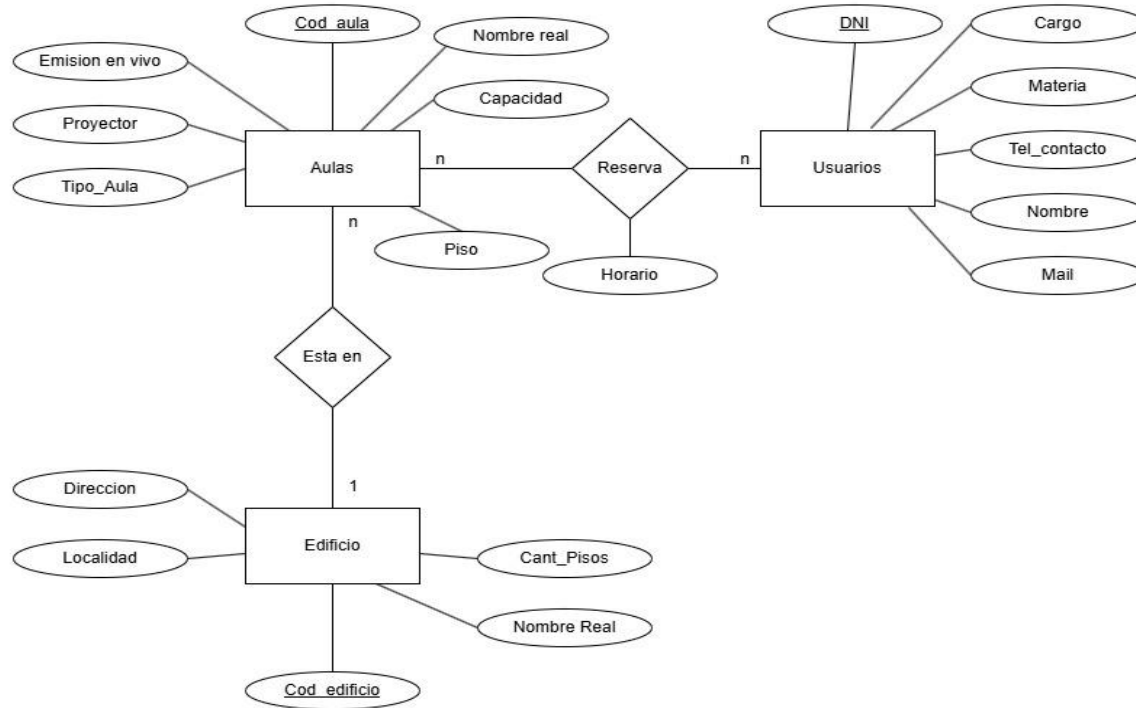 Cod_aula
DNI
Cargo
Nombre real
Emision en vivo
Materia
Capacidad
Proyector
Tel_contacto
n
n
Aulas
Reserva
Usuarios
Tipo_Aula
Nombre
n
Piso
Horario
Mail
Esta en
1
Direccion
Edificio
Localidad
Cant_Pisos
Nombre Real
Cod_edificio